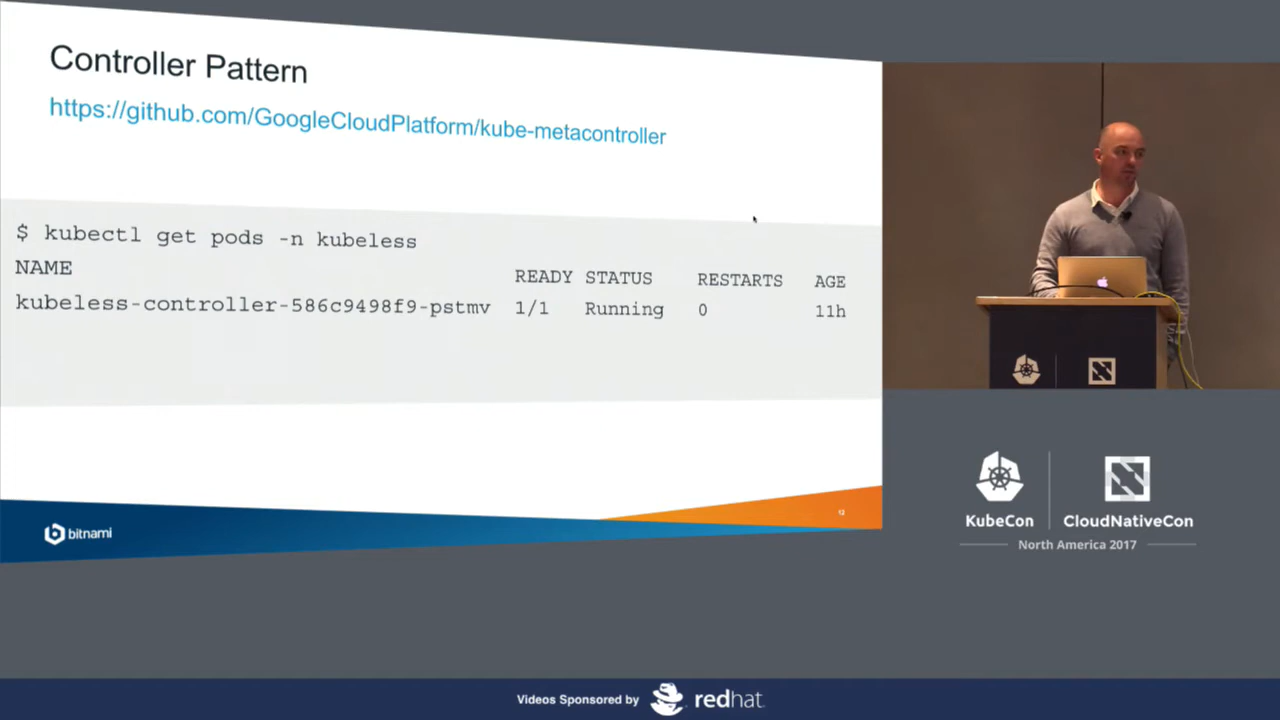 Controller Pattern
https://github.com/GoogleCloudPlatform/kube-metacontroller
$ kubectl get pods -n kubeless
NAME READY STATUS RESTARTS AGE
kubeless-controller-586c9498f9-pstmv 1/1 Running 0 11h
bitnami
12
KubeCon
CloudNativeCon
North America 2017
Videos Sponsored by redhat.